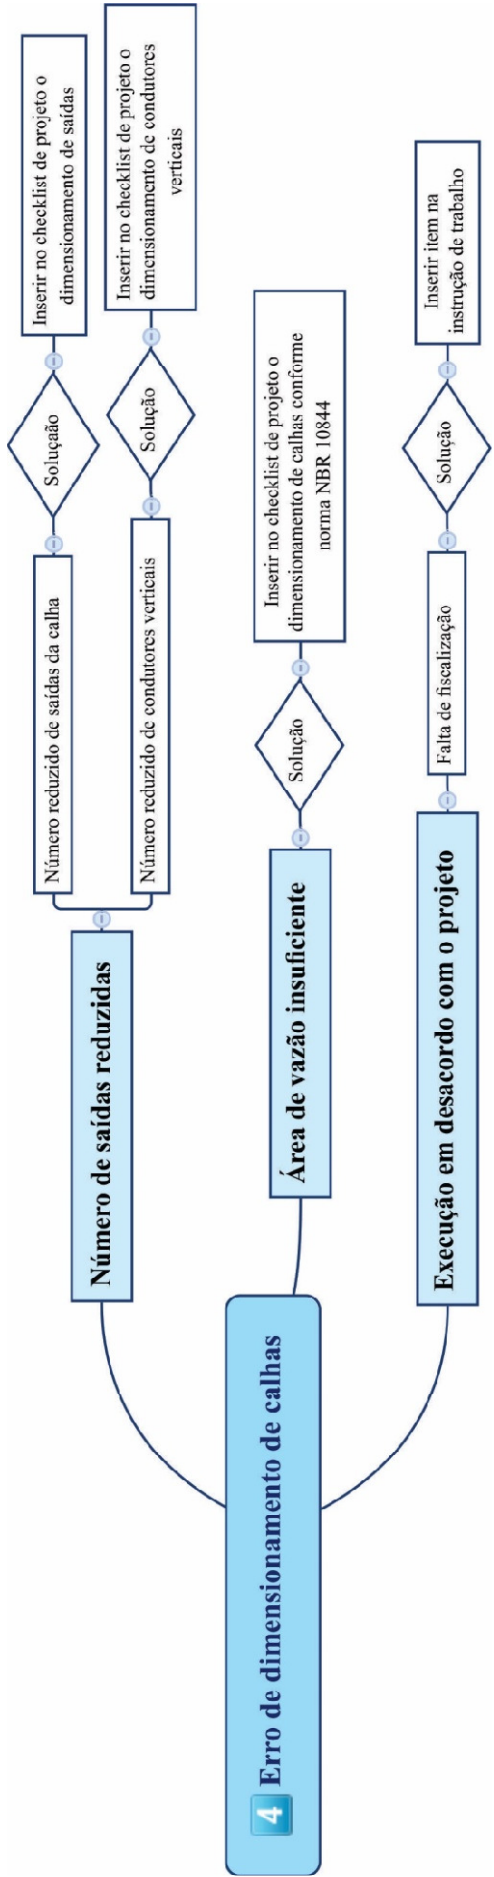 4 Erro de dimensionamento de calhas
Número de saídas reduzidas
Número reduzido de saídas da calha
Soluçaão
Inserir no checklist de projeto o
dimensionamento de saídas
Número reduzido de condutores verticais
Solução
Inserir no checklist de projeto o
dimensionamento de condutores
verticais
Área de vazão insuficiente
Solução
Inserir no checklist de projeto o
dimensionamento de calhas conforme
norma NBR 10844
Execução em desacordo com o projeto
Falta de fiscalização
Solução
Inserir item na
instrução de trabalho